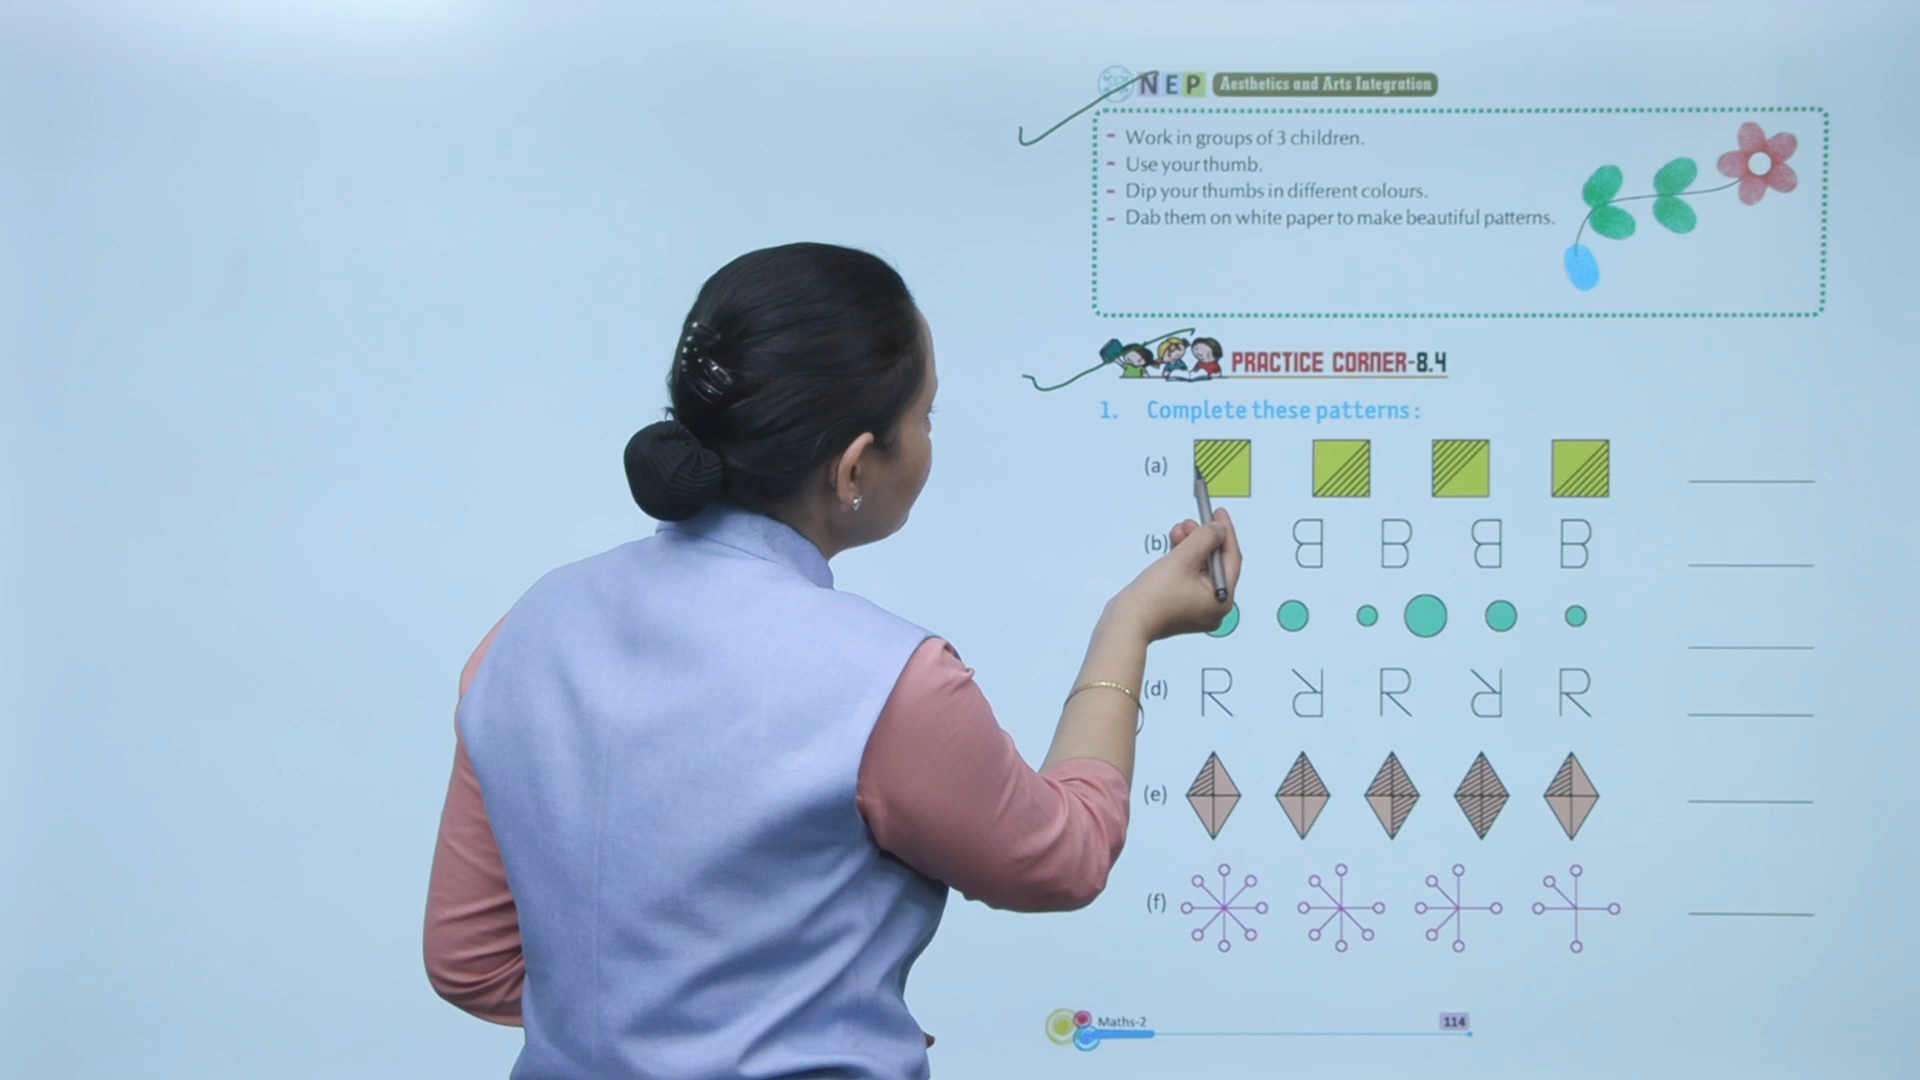 NEP Aesthetics and Arts Integration
- Work in groups of 3 children.
- Use your thumb.
- Dip your thumbs in different colours.
- Dab them on white paper to make beautiful patterns.
PRACTICE CORNER-8.4
1. Complete these patterns :
(a)
(b) B B B B
(d) R R R R R
(e)
(f)
Maths-2 114